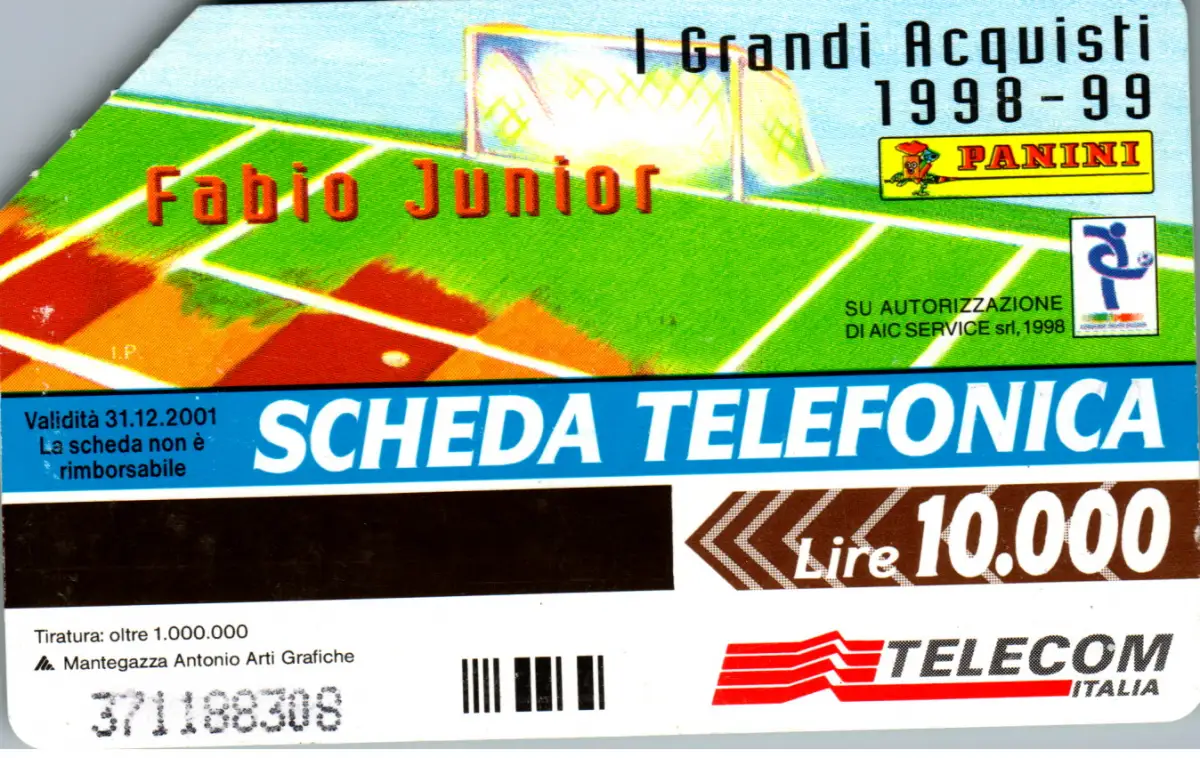 I Grandi Acquisti
1998-99
PANINI
Fabio Junior
SU AUTORIZZAZIONE
DI AIC SERVICE srl, 1998
I.P.
Validità 31.12.2001
La scheda non è
rimborsabile
SCHEDA TELEFONICA
Lire 10.000
Tiratura: oltre 1.000.000
Mantegazza Antonio Arti Grafiche
371188308
TELECOM
ITALIA